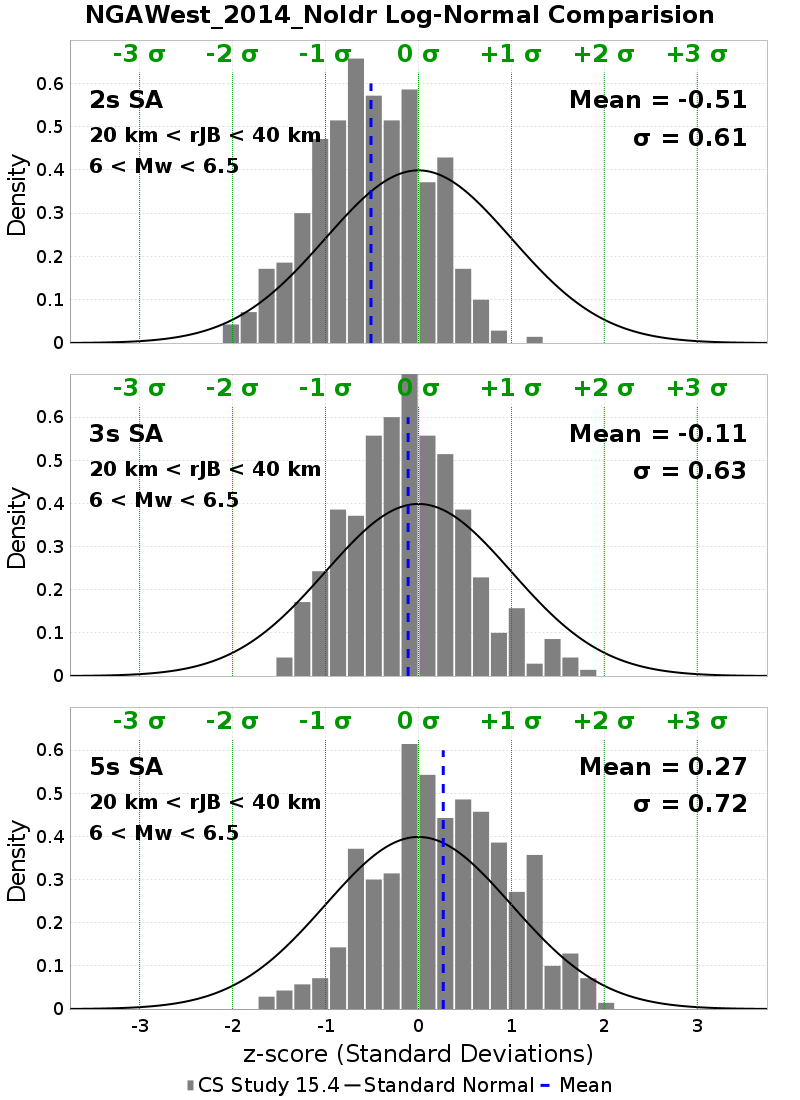 NGAWest_2014_NoIdr Log-Normal Comparision
-3 σ -2 σ -1 σ 0 σ +1 σ +2 σ +3 σ
2s SA Mean = -0.51
20 km < rJB < 40 km σ = 0.61
6 < Mw < 6.5
Density
0.6
0.5
0.4
0.3
0.2
0.1
0
-3 σ -2 σ -1 σ 0 σ +1 σ +2 σ +3 σ
3s SA Mean = -0.11
20 km < rJB < 40 km σ = 0.63
6 < Mw < 6.5
Density
0.6
0.5
0.4
0.3
0.2
0.1
0
-3 σ -2 σ -1 σ 0 σ +1 σ +2 σ +3 σ
5s SA Mean = 0.27
20 km < rJB < 40 km σ = 0.72
6 < Mw < 6.5
Density
0.6
0.5
0.4
0.3
0.2
0.1
0
-3 -2 -1 0 1 2 3
z-score (Standard Deviations)
CS Study 15.4 Standard Normal Mean